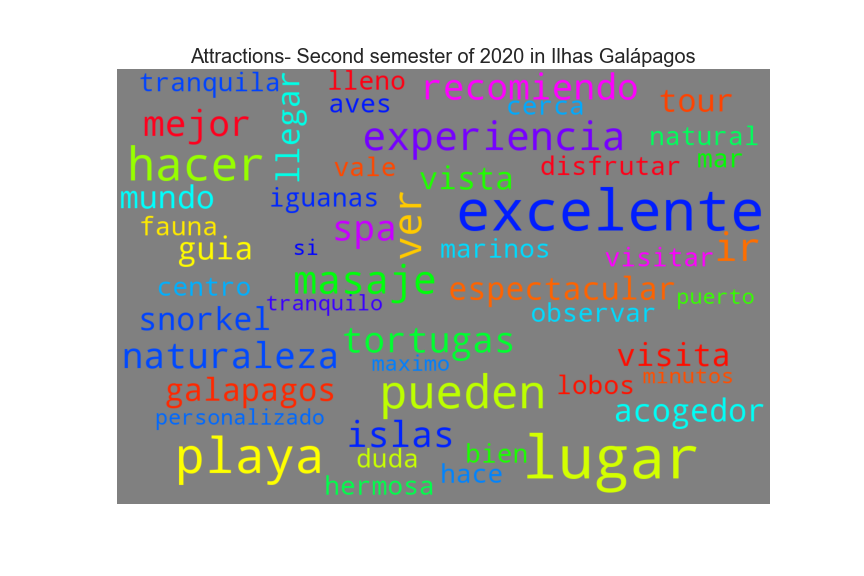 Attractions- Second semester of 2020 in Ilhas Galápagos
tranquila
lleno
recomiendo
llegar
aves
cerca
tour
mejor
experiencia
natural
hacer
vale
vista
disfrutar
mar
mundo
iguanas
ver
excelente
fauna
guia
si
spa
marinos
visitar
ir
centro
masaje
espectacular
puerto
tranquilo
observar
snorkel
tortugas
naturaleza
maximo
visita
minutos
galapagos
pueden
lobos
personalizado
acogedor
islas
playa
duda
bien
lugar
hace
hermosa